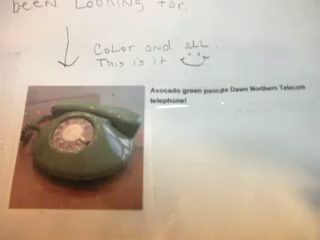 been Looking for.
Color and all.
This is it
Avocado green pancake Dawn Northern Telecom
telephone!